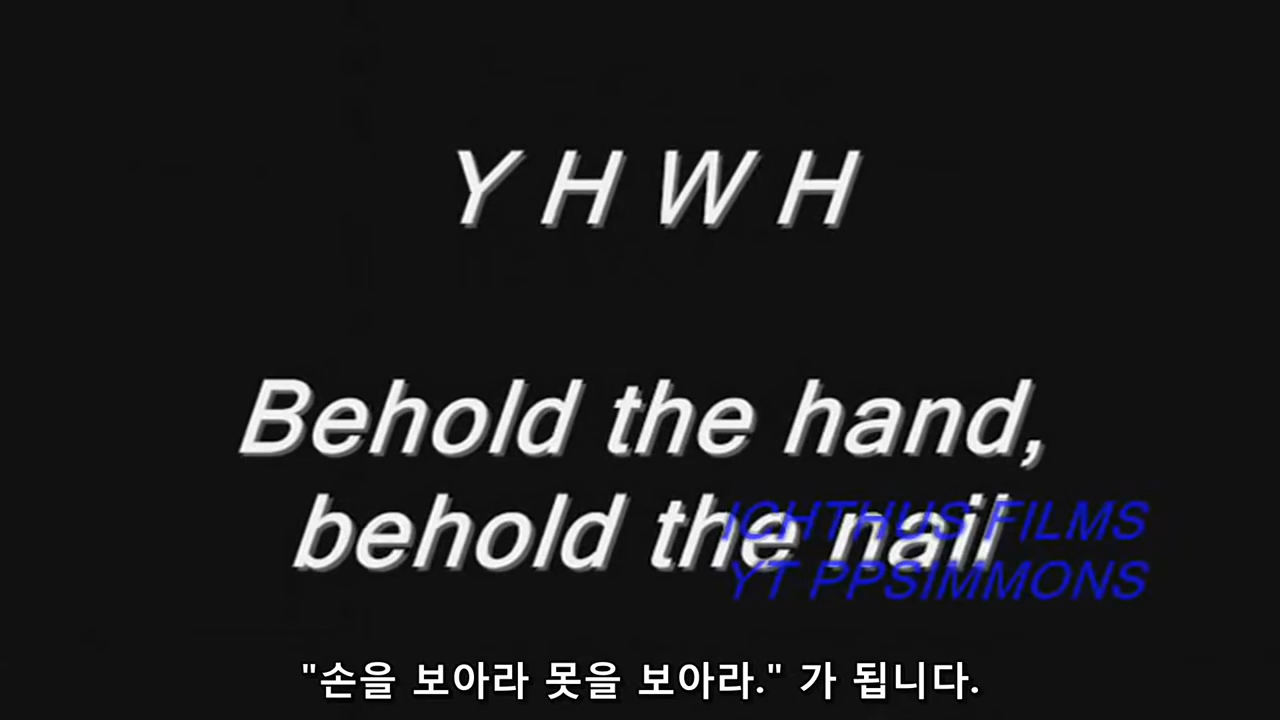 Y H W H
Behold the hand,
behold the nail
ICHTHUS FILMS
YT PPSIMMONS
"손을 보아라 못을 보아라." 가 됩니다.